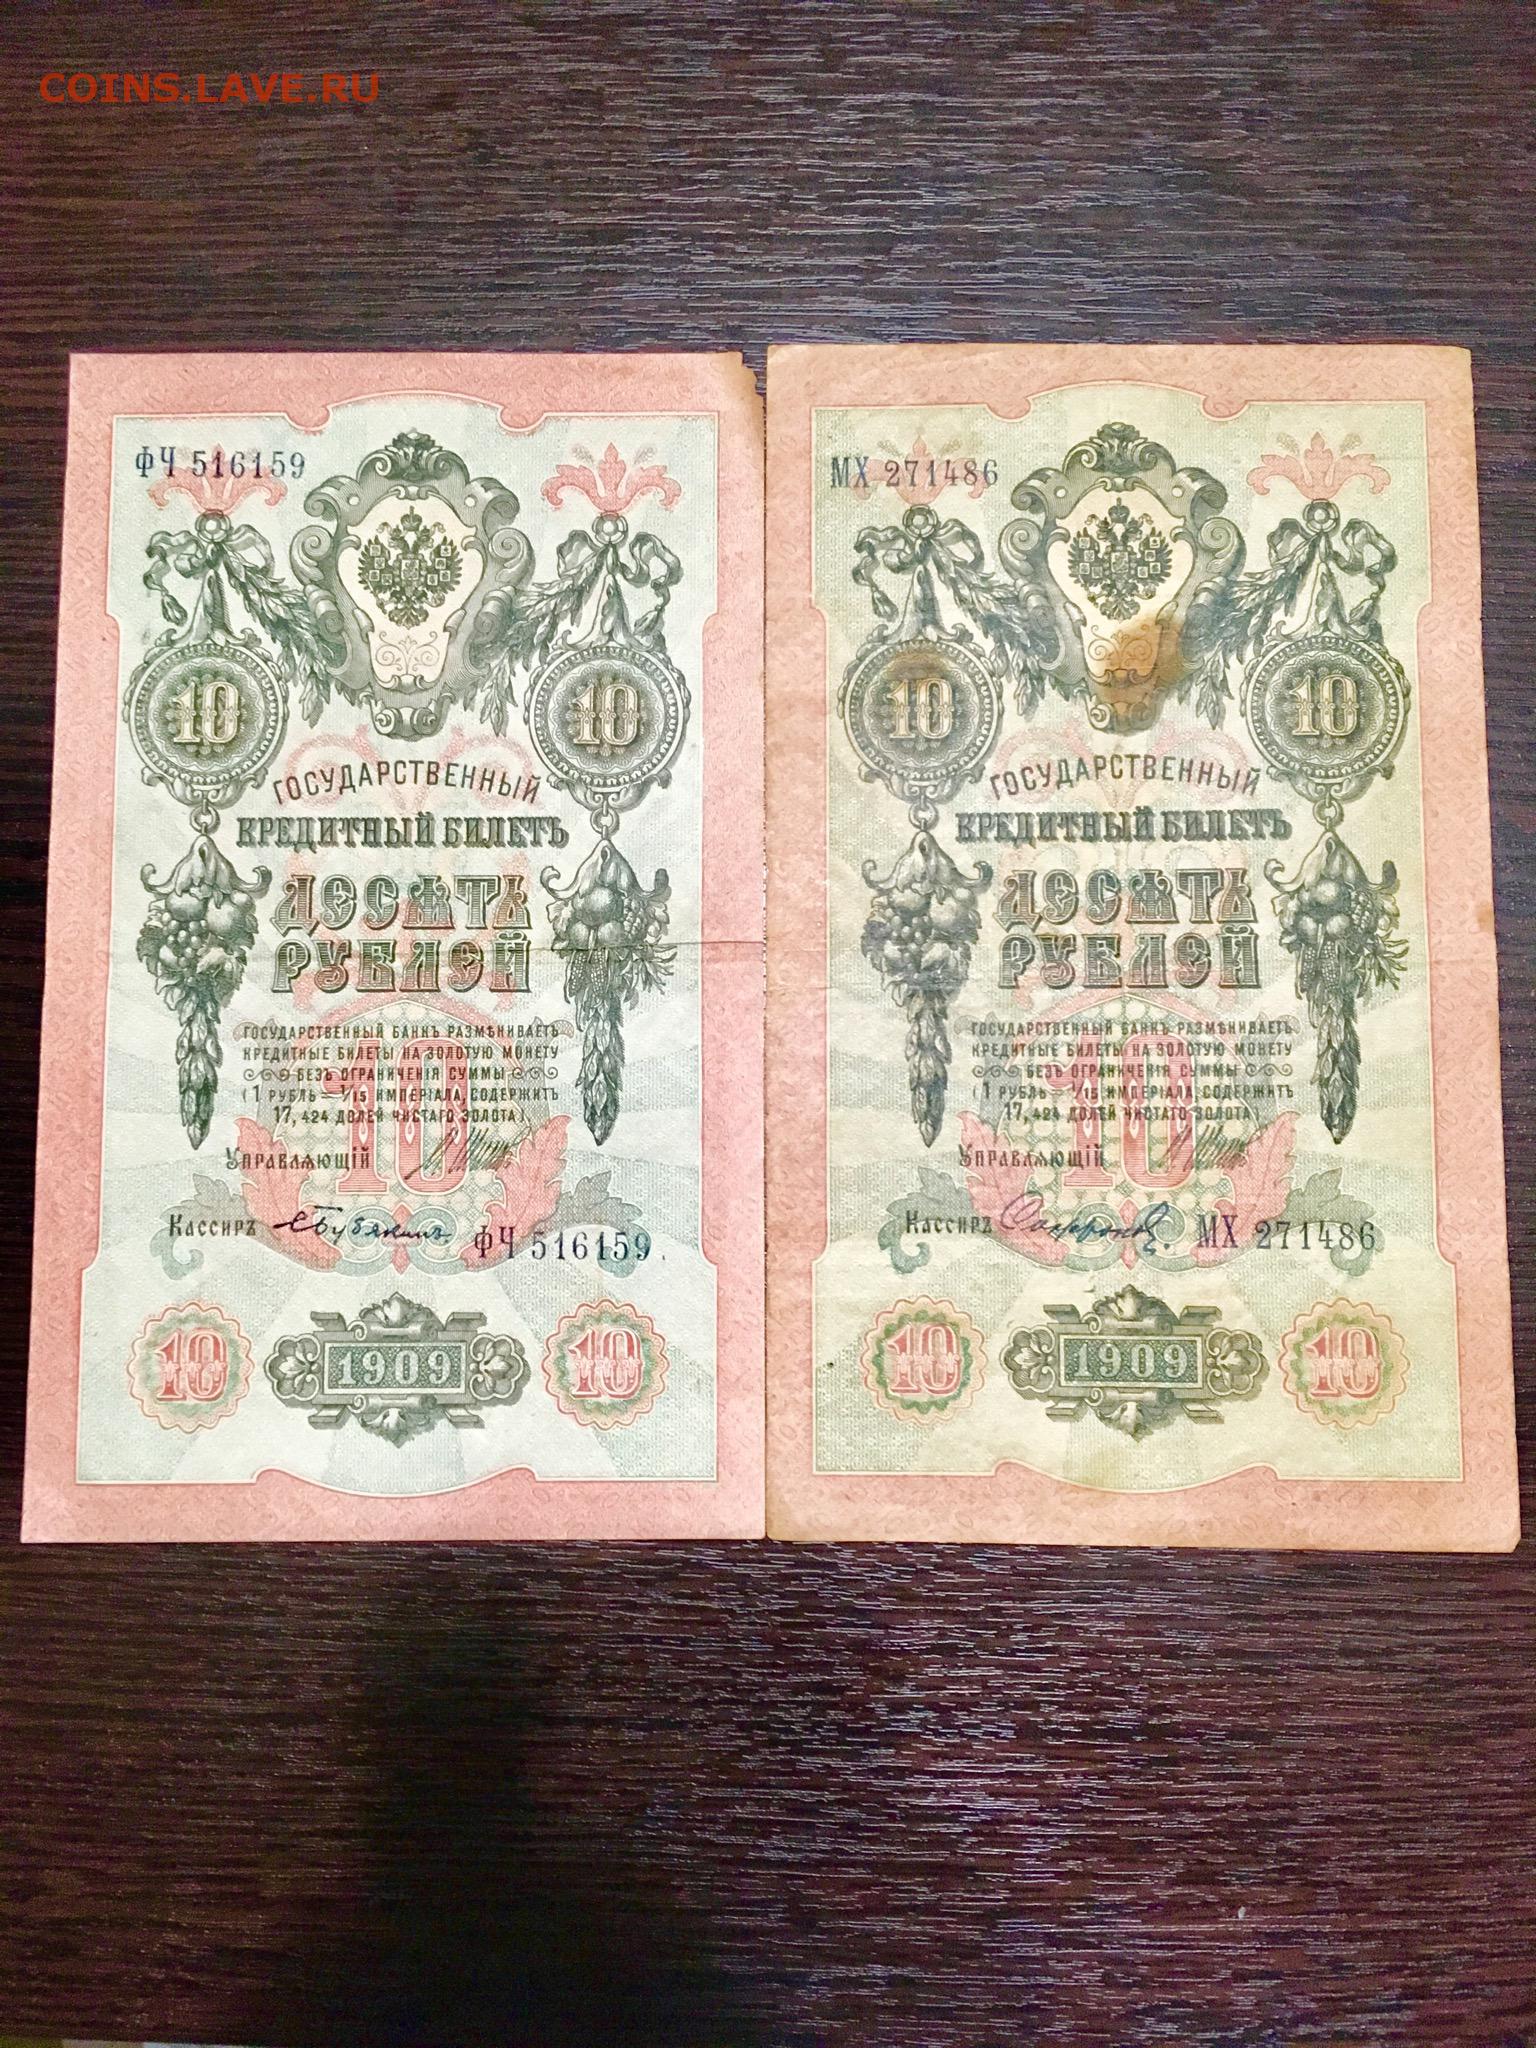 COINS.LAVE.RU
ФЧ 516159
10 10
ГОСУДАРСТВЕННЫЙ
КРЕДИТНЫЙ БИЛЕТЪ
ДЕСЯТЬ
РУБЛЕЙ
ГОСУДАРСТВЕННЫЙ БАНКЪ РАЗМѢНИВАЕТЪ
КРЕДИТНЫЕ БИЛЕТЫ НА ЗОЛОТУЮ МОНЕТУ
БЕЗЪ ОГРАНИЧЕНІЯ СУММЫ
(1 РУБЛЬ = 1/15 ИМПЕРІАЛА, СОДЕРЖИТЪ
17,424 ДОЛЕЙ ЧИСТАГО ЗОЛОТА).
10
УПРАВЛЯЮЩІЙ
КАССИРЪ
ФЧ 516159
10 1909 10
МХ 271486
10 10
ГОСУДАРСТВЕННЫЙ
КРЕДИТНЫЙ БИЛЕТЪ
ДЕСЯТЬ
РУБЛЕЙ
ГОСУДАРСТВЕННЫЙ БАНКЪ РАЗМѢНИВАЕТЪ
КРЕДИТНЫЕ БИЛЕТЫ НА ЗОЛОТУЮ МОНЕТУ
БЕЗЪ ОГРАНИЧЕНІЯ СУММЫ
(1 РУБЛЬ = 1/15 ИМПЕРІАЛА, СОДЕРЖИТЪ
17,424 ДОЛЕЙ ЧИСТАГО ЗОЛОТА).
10
УПРАВЛЯЮЩІЙ
КАССИРЪ
МХ 271486
10 1909 10